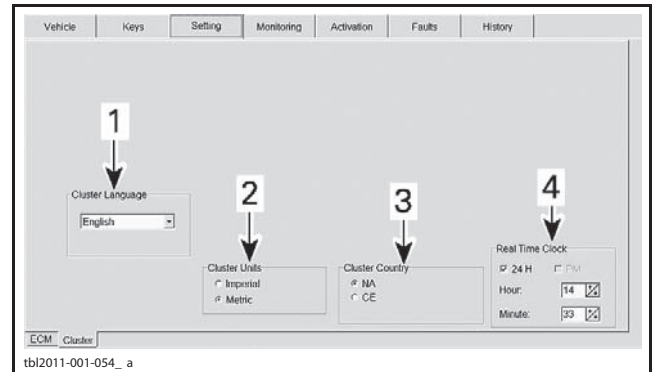 Vehicle Keys Setting Monitoring Activation Faults History
1
2
3
4
Cluster Language
English
Cluster Units
Imperial
Metric
Cluster Country
NA
CE
Real Time Clock
24 H PM
Hour: 14
Minute: 33
ECM Cluster
tbl2011-001-054_ a